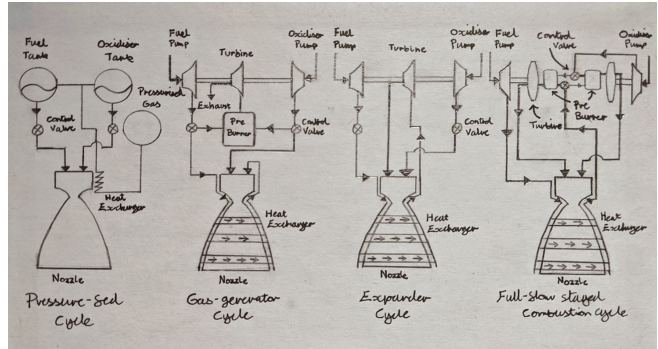 Fuel
Tank
Oxidiser
Tank
Pressurised
Gas
Control
Valve
Heat
Exchanger
Nozzle
Pressure-fed
Cycle
Fuel
Pump
Turbine
Oxidiser
Pump
Exhaust
Pre
Burner
Control
Valve
Heat
Exchanger
Nozzle
Gas-generator
Cycle
Fuel
Pump
Turbine
Oxidiser
Pump
Control
Valve
Heat
Exchanger
Nozzle
Expander
Cycle
Fuel
Pump
Control
Valve
Oxidiser
Pump
Turbine
Pre
Burner
Heat
Exchanger
Nozzle
Full-flow staged
Combustion Cycle